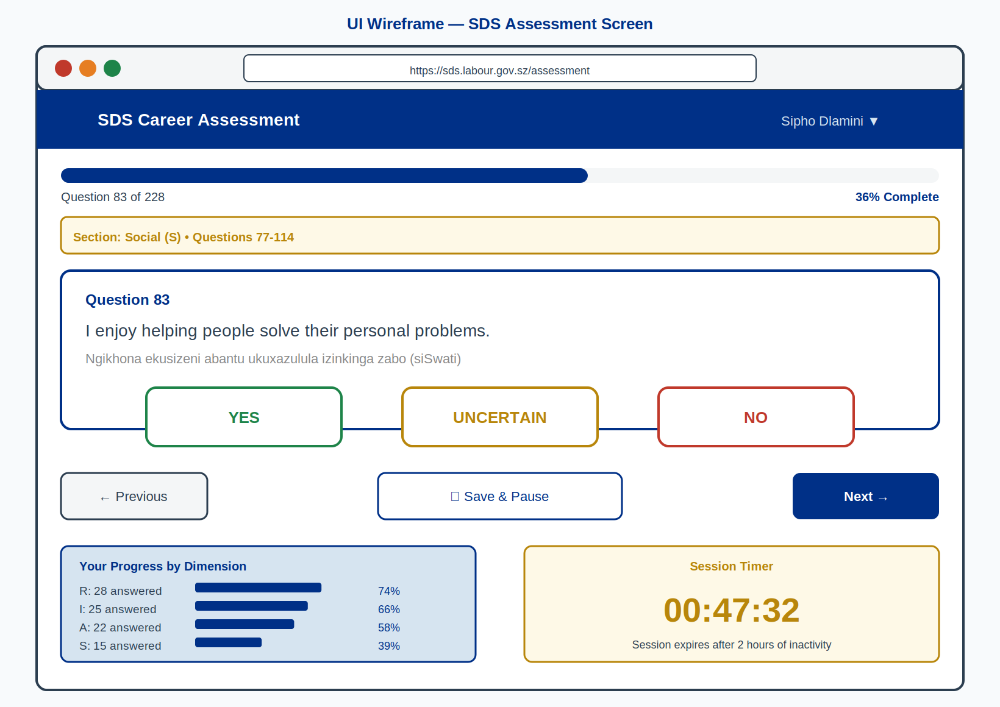 UI Wireframe — SDS Assessment Screen
https://sds.labour.gov.sz/assessment
SDS Career Assessment
Sipho Dlamini ▼
Question 83 of 228
36% Complete
Section: Social (S) • Questions 77-114
Question 83
I enjoy helping people solve their personal problems.
Ngikhona ekusizeni abantu ukuxazulula izinkinga zabo (siSwati)
YES
UNCERTAIN
NO
← Previous
Save & Pause
Next →
Your Progress by Dimension
R: 28 answered
74%
I: 25 answered
66%
A: 22 answered
58%
S: 15 answered
39%
Session Timer
00:47:32
Session expires after 2 hours of inactivity